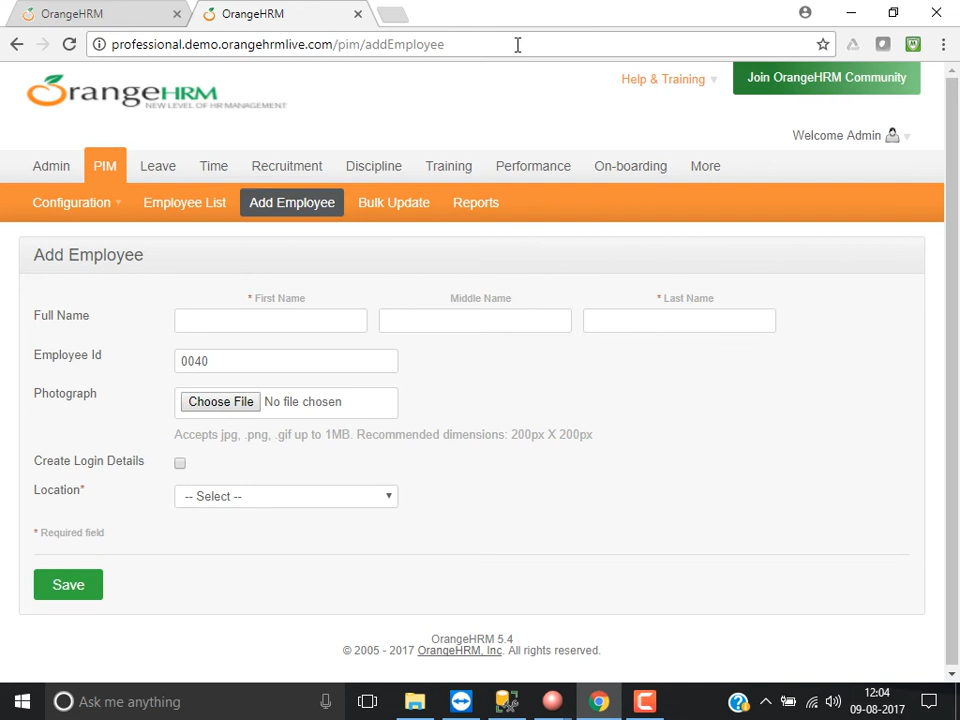 OrangeHRM
OrangeHRM
professional.demo.orangehrmlive.com/pim/addEmployee
OrangeHRM
NEW LEVEL OF HR MANAGEMENT
Help & Training
Join OrangeHRM Community
Welcome Admin
Admin PIM Leave Time Recruitment Discipline Training Performance On-boarding More
Configuration Employee List Add Employee Bulk Update Reports
Add Employee
* First Name Middle Name * Last Name
Full Name
Employee Id 0040
Photograph Choose File No file chosen
Accepts jpg, .png, .gif up to 1MB. Recommended dimensions: 200px X 200px
Create Login Details
Location* -- Select --
* Required field
Save
OrangeHRM 5.4
© 2005 - 2017 OrangeHRM, Inc. All rights reserved.
Ask me anything
12:04
09-08-2017